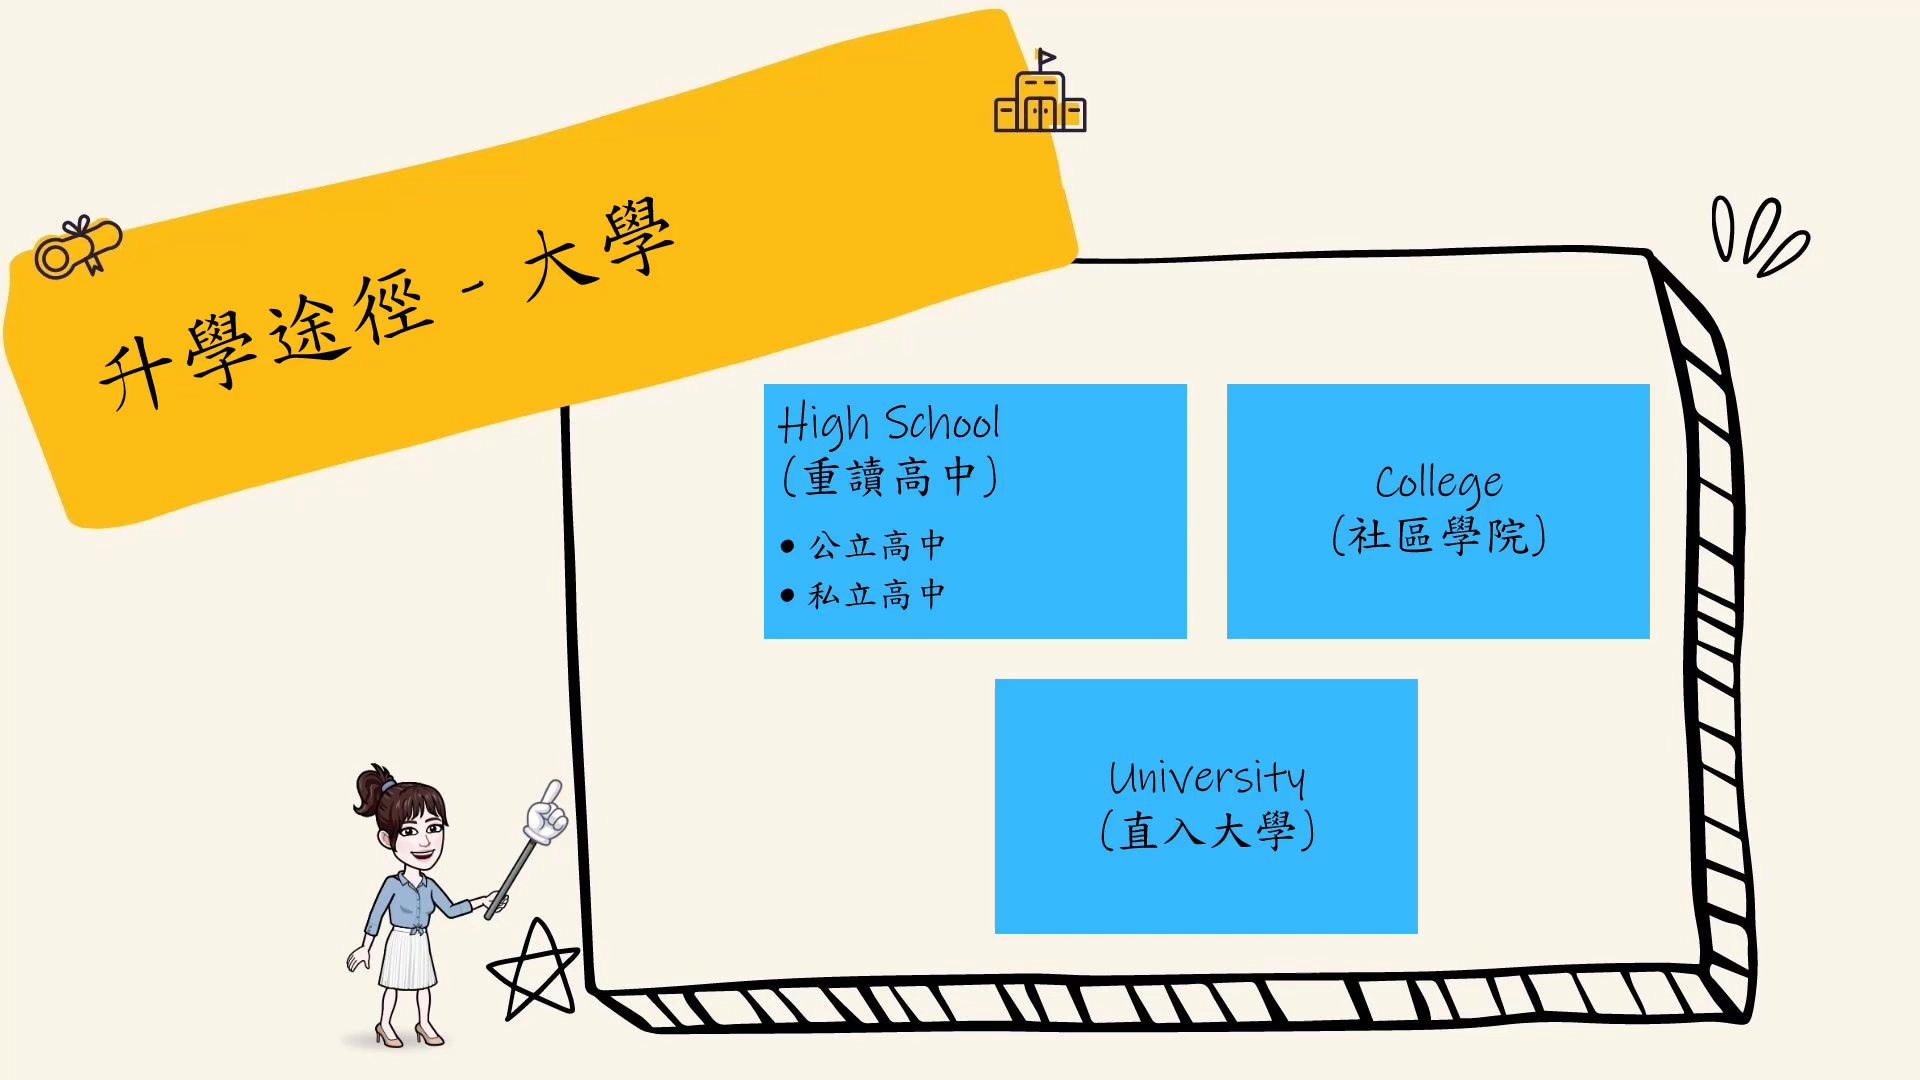 升學途徑 - 大學
High School
(重讀高中)
• 公立高中
• 私立高中
College
(社區學院)
University
(直入大學)